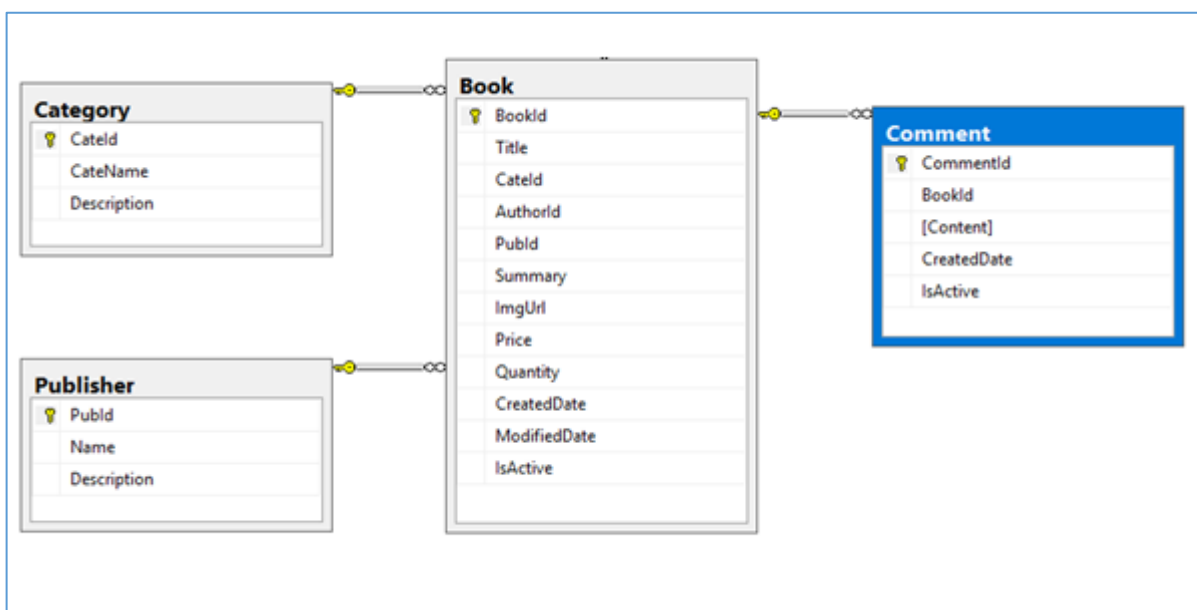 Category
CateId
CateName
Description
Publisher
PubId
Name
Description
Book
BookId
Title
CateId
AuthorId
PubId
Summary
ImgUrl
Price
Quantity
CreatedDate
ModifiedDate
IsActive
Comment
CommentId
BookId
[Content]
CreatedDate
IsActive